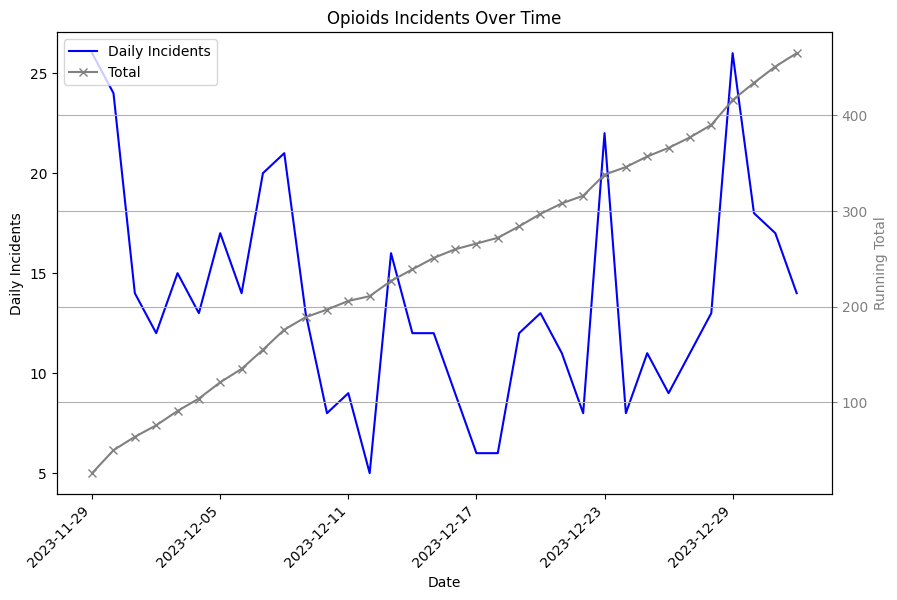 Opioids Incidents Over Time
Daily Incidents
Total
25
20
15
10
5
Daily Incidents
400
300
200
100
Running Total
2023-11-29
2023-12-05
2023-12-11
2023-12-17
2023-12-23
2023-12-29
Date